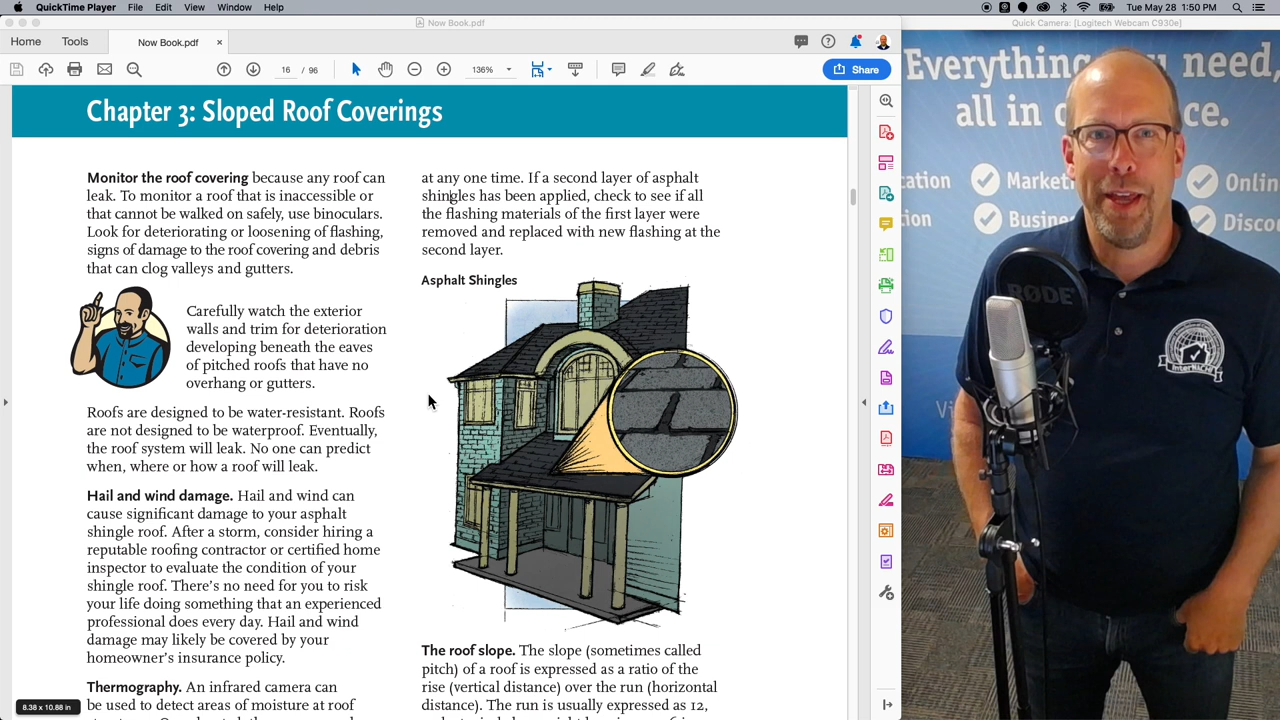 QuickTime Player File Edit View Window Help
Tue May 28 1:50 PM
Now Book.pdf
Quick Camera: [Logitech Webcam C930e]
Home Tools Now Book.pdf
16 / 96 136% Share
Chapter 3: Sloped Roof Coverings
Monitor the roof covering because any roof can
leak. To monitor a roof that is inaccessible or
that cannot be walked on safely, use binoculars.
Look for deteriorating or loosening of flashing,
signs of damage to the roof covering and debris
that can clog valleys and gutters.
Carefully watch the exterior
walls and trim for deterioration
developing beneath the eaves
of pitched roofs that have no
overhang or gutters.
Roofs are designed to be water-resistant. Roofs
are not designed to be waterproof. Eventually,
the roof system will leak. No one can predict
when, where or how a roof will leak.
Hail and wind damage. Hail and wind can
cause significant damage to your asphalt
shingle roof. After a storm, consider hiring a
reputable roofing contractor or certified home
inspector to evaluate the condition of your
shingle roof. There's no need for you to risk
your life doing something that an experienced
professional does every day. Hail and wind
damage may likely be covered by your
homeowner's insurance policy.
Thermography. An infrared camera can
be used to detect areas of moisture at roof
at any one time. If a second layer of asphalt
shingles has been applied, check to see if all
the flashing materials of the first layer were
removed and replaced with new flashing at the
second layer.
Asphalt Shingles
The roof slope. The slope (sometimes called
pitch) of a roof is expressed as a ratio of the
rise (vertical distance) over the run (horizontal
distance). The run is usually expressed as 12,
8.38 x 10.88 in
Everything need,
all in ce.
cation Market Onlin
tion Busine Disco
RØDE
InterNACHI